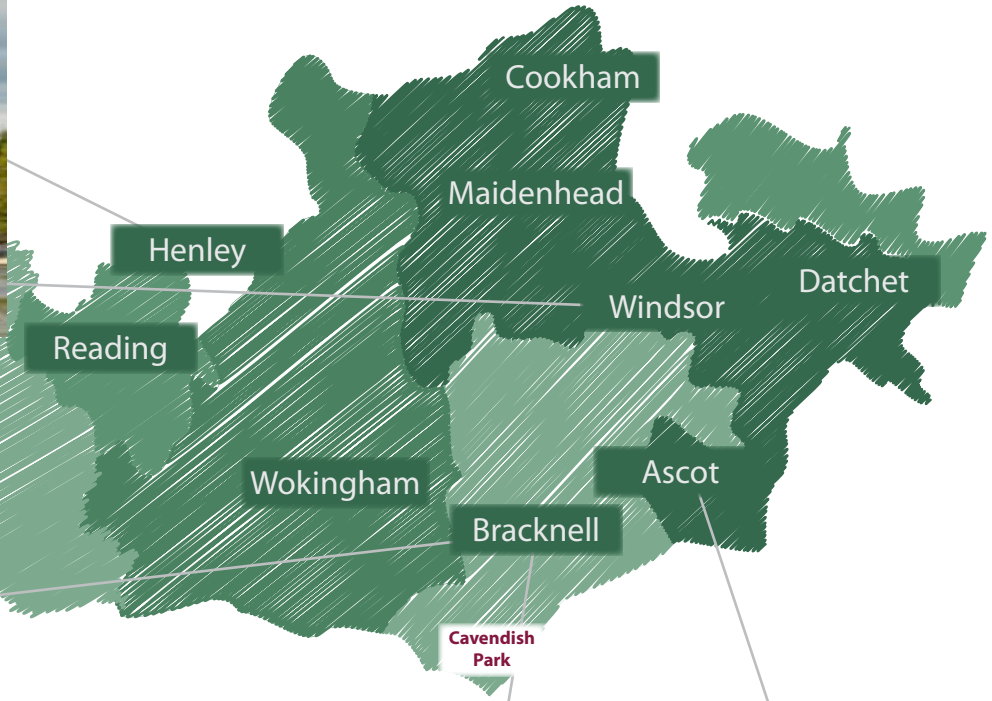 Cookham
Maidenhead
Henley
Datchet
Windsor
Reading
Ascot
Wokingham
Bracknell
Cavendish
Park